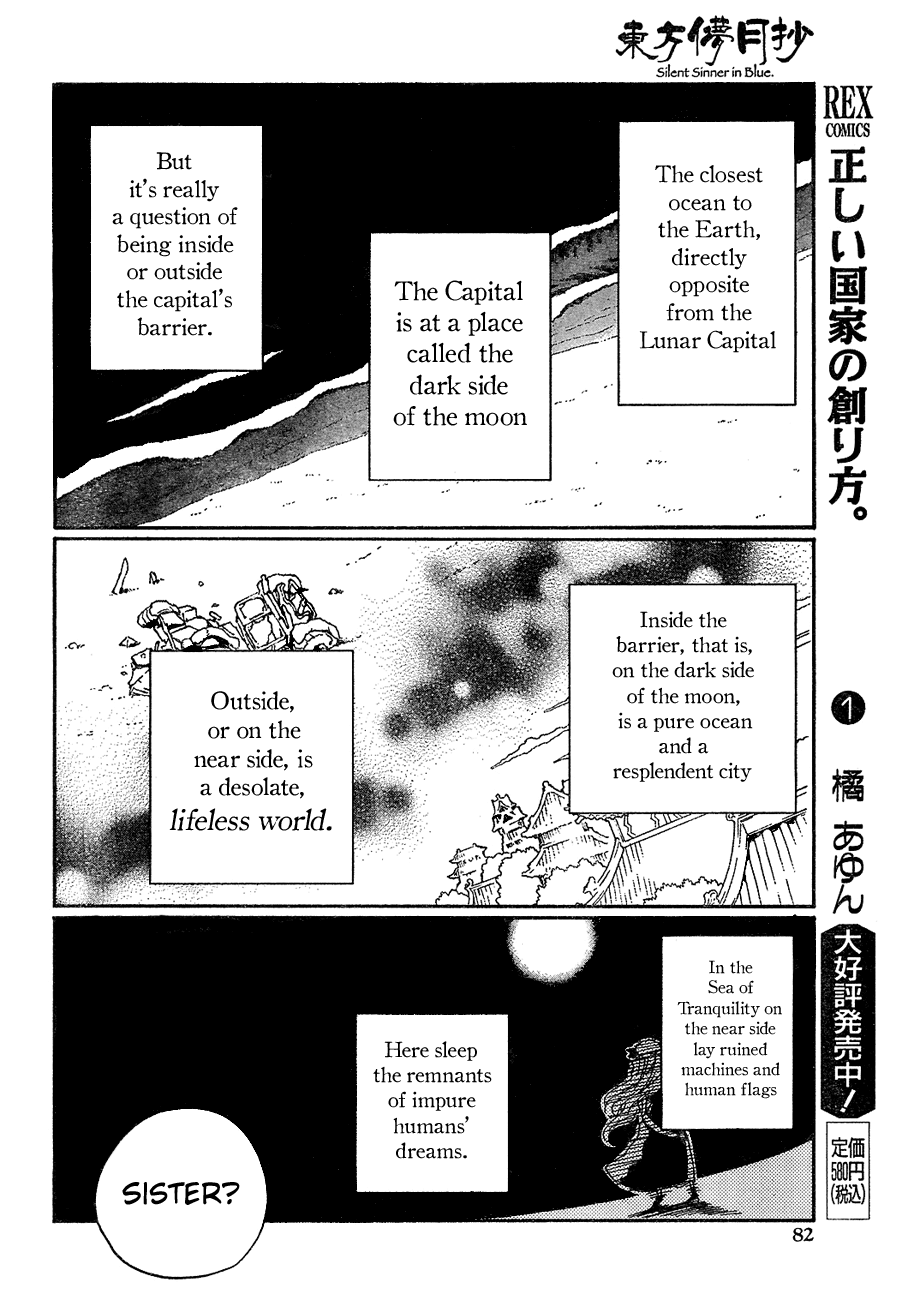 東方儚月抄
Silent Sinner in Blue.
The closest
ocean to
the Earth,
directly
opposite
from the
Lunar Capital
The Capital
is at a place
called the
dark side
of the moon
But
it's really
a question of
being inside
or outside
the capital's
barrier.
Inside the
barrier, that is,
on the dark side
of the moon,
is a pure ocean
and a
resplendent city
Outside,
or on the
near side, is
a desolate,
lifeless world.
In the
Sea of
Tranquility on
the near side
lay ruined
machines and
human flags
Here sleep
the remnants
of impure
humans'
dreams.
SISTER?
82
REX
COMICS
正しい国家の創り方。
1
橘 あゆん
大好評発売中!
定価
580円
(税込)